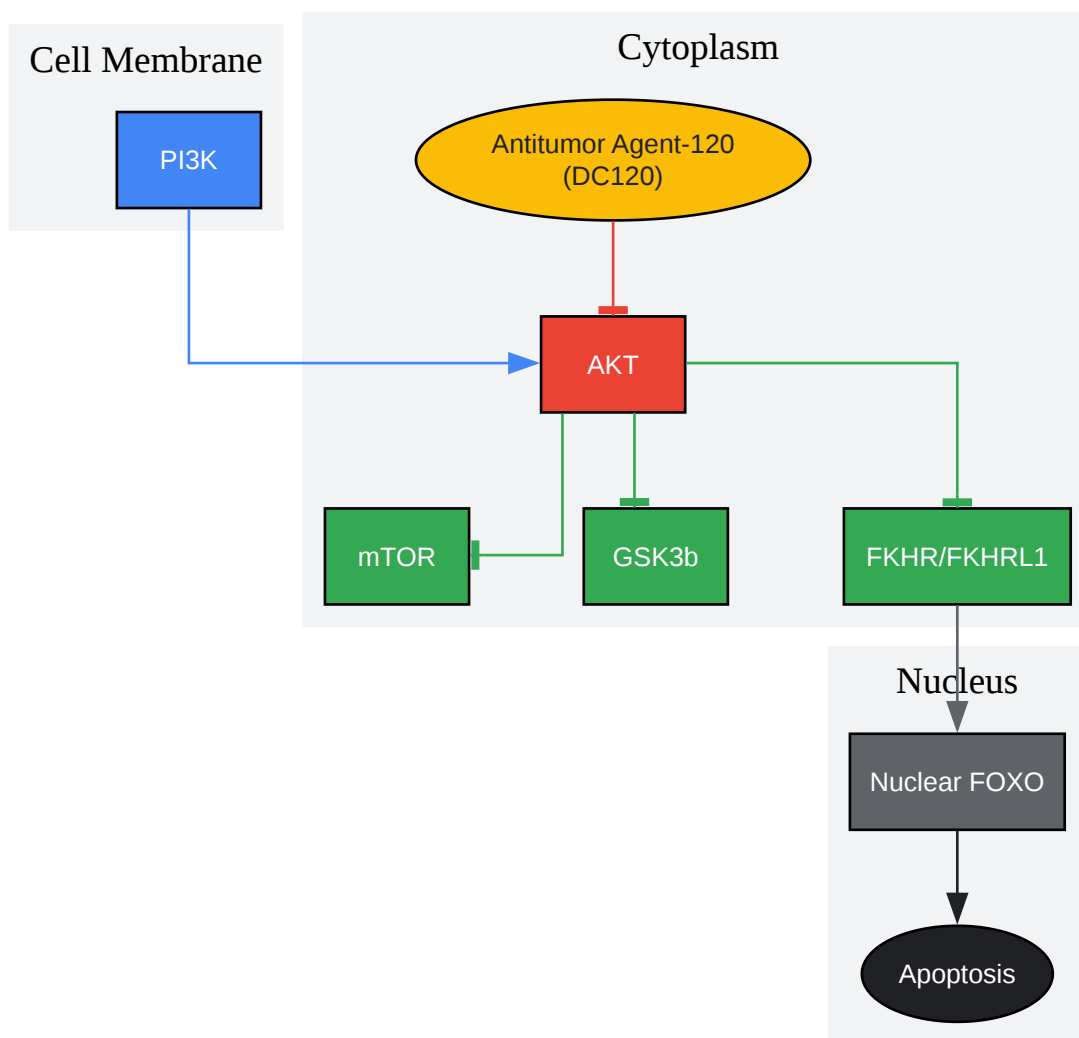 Cell Membrane
Cytoplasm
PI3K
Antitumor Agent-120
(DC120)
AKT
mTOR
GSK3b
FKHR/FKHRL1
Nucleus
Nuclear FOXO
Apoptosis